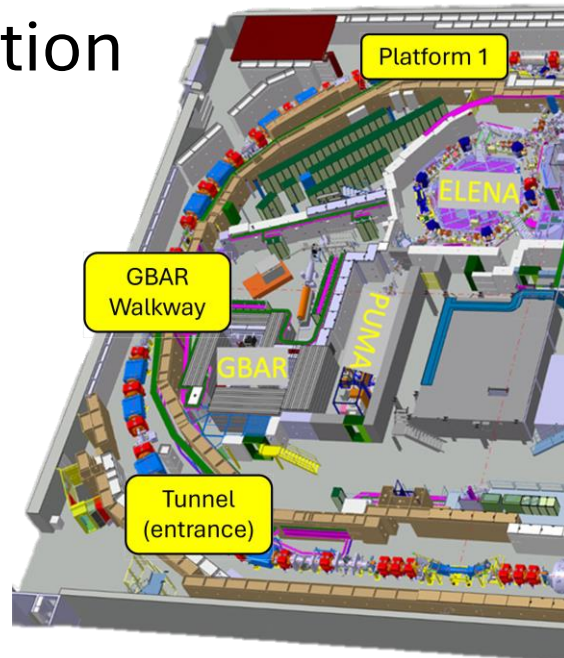 tion
Platform 1
ELENA
GBAR
Walkway
PUMA
GBAR
Tunnel
(entrance)